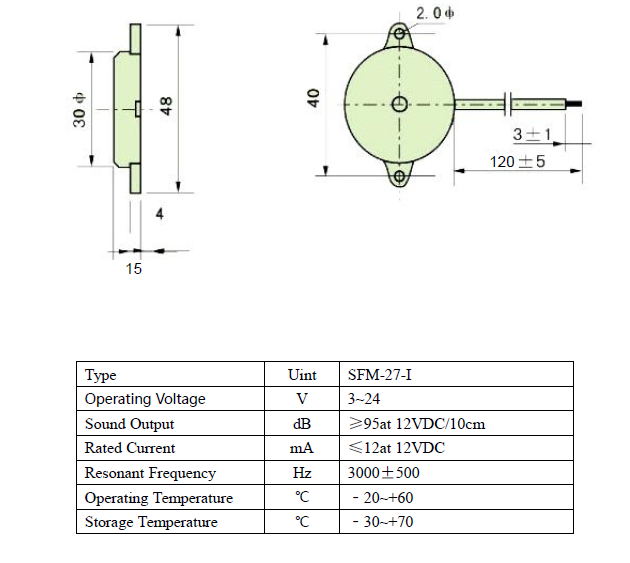 2.0ϕ
30 ϕ
48
40
3±1
120±5
4
15
Type Uint SFM-27-I
Operating Voltage V 3~24
Sound Output dB ≥95at 12VDC/10cm
Rated Current mA ≤12at 12VDC
Resonant Frequency Hz 3000±500
Operating Temperature ℃ - 20~+60
Storage Temperature ℃ - 30~+70